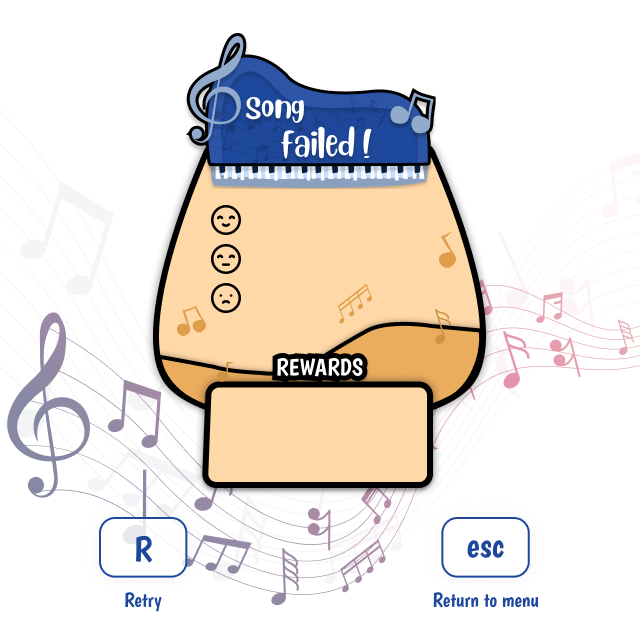 Song
failed !
REWARDS
R
esc
Retry
Return to menu